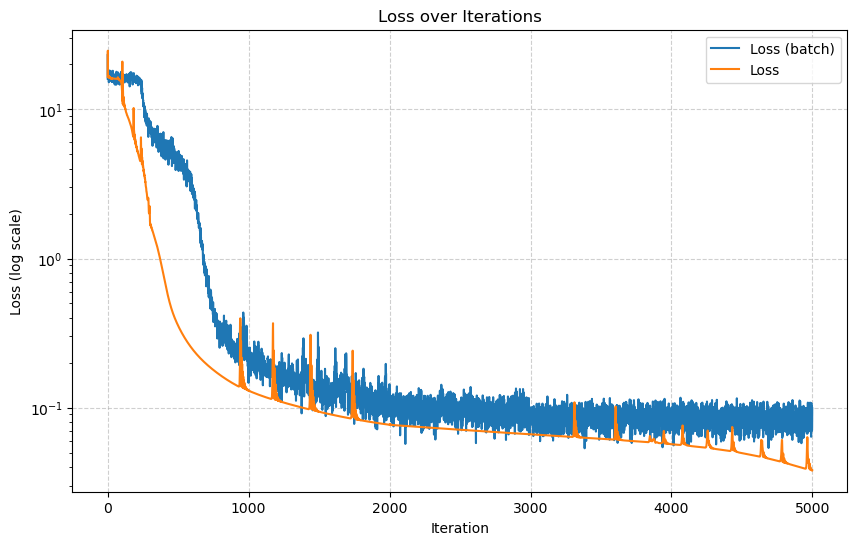 Loss over Iterations
Loss (batch)
Loss
10¹
10⁰
10⁻¹
Loss (log scale)
0 1000 2000 3000 4000 5000
Iteration